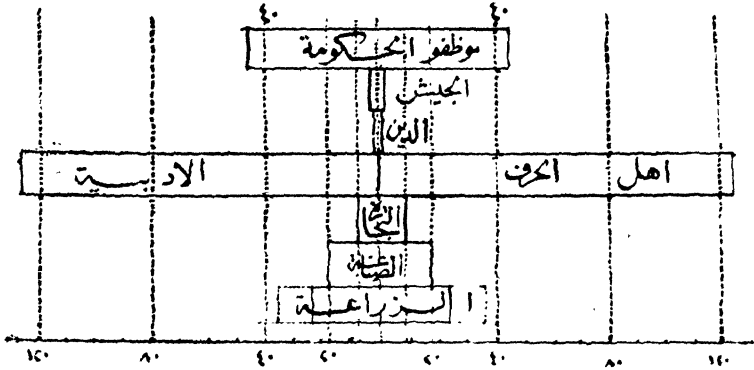 ٤٠ ٤٠
موظفو الحكومة
الجيش
الدين
اهل الحرف الادبية
التجارة
الصناعة
الزراعة
١٢٠ ٨٠ ٤٠ ٢٠ ٢٠ ٤٠ ٨٠ ١٢٠